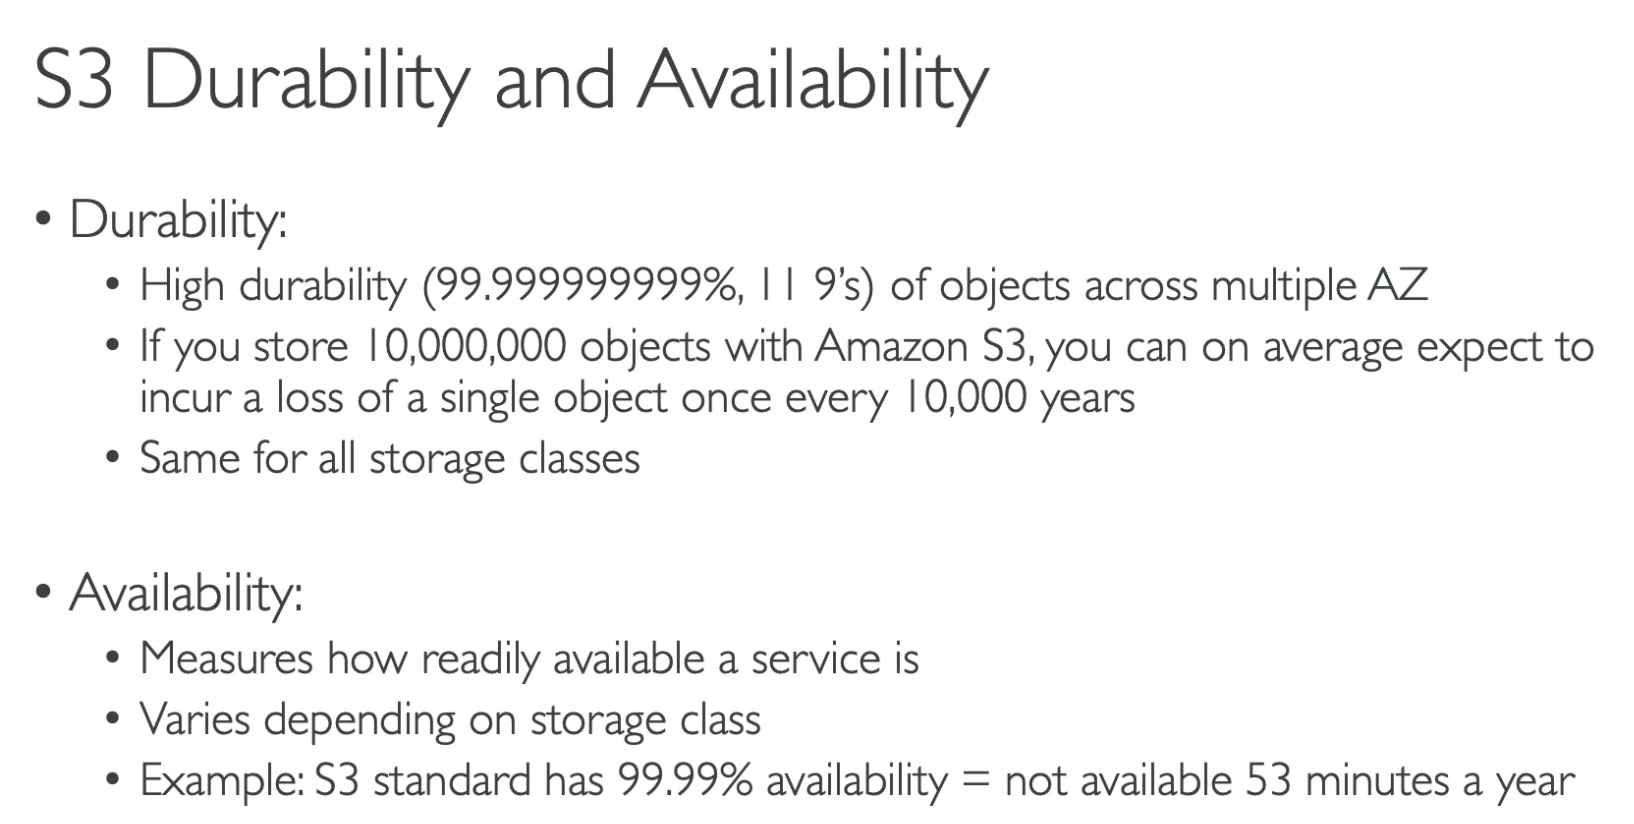 S3 Durability and Availability
• Durability:
• High durability (99.999999999%, 11 9’s) of objects across multiple AZ
• If you store 10,000,000 objects with Amazon S3, you can on average expect to
incur a loss of a single object once every 10,000 years
• Same for all storage classes
• Availability:
• Measures how readily available a service is
• Varies depending on storage class
• Example: S3 standard has 99.99% availability = not available 53 minutes a year